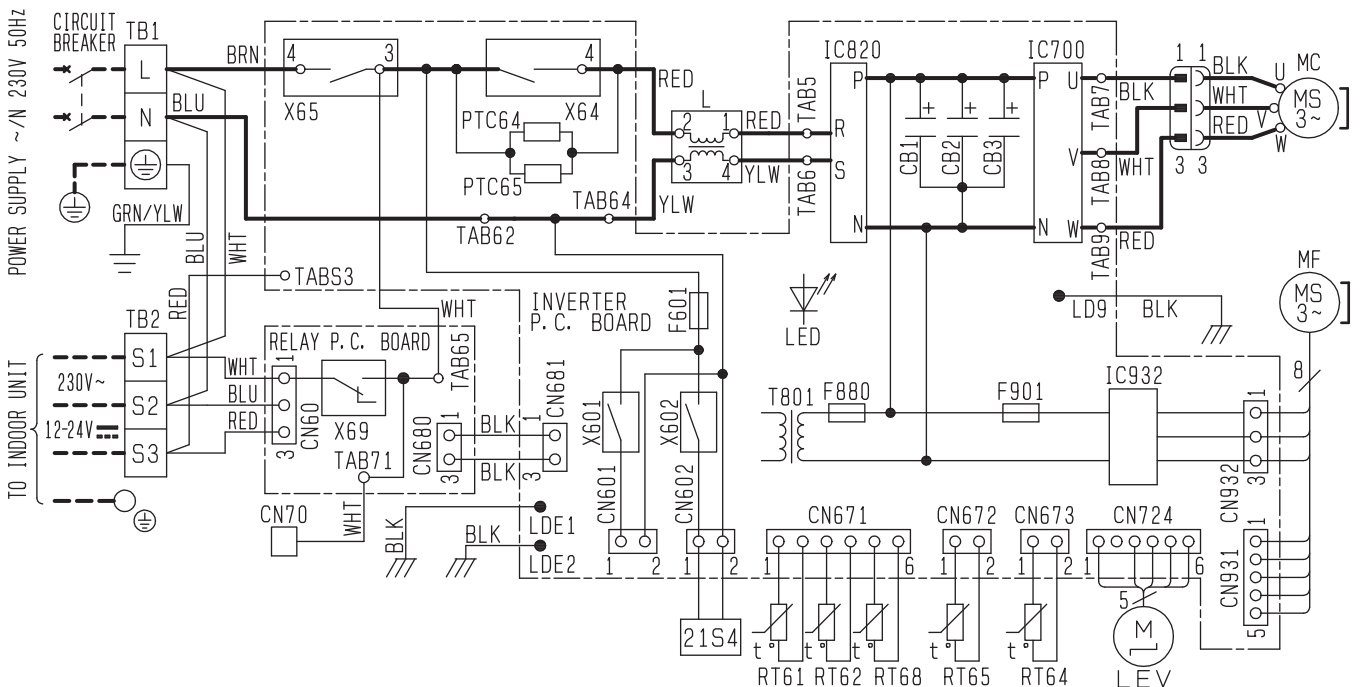 POWER SUPPLY ~/N 230V 50Hz
CIRCUIT
BREAKER
TB1
L
N
BRN
BLU
GRN/YLW
BLU
WHT
RED
4
3
X65
4
X64
PTC64
PTC65
TAB62
TAB64
TABS3
RED
YLW
L
2
1
3
4
RED
YLW
TAB5
TAB6
IC820
P
R
S
N
+
+
+
CB1
CB2
CB3
IC700
P
U
V
N
W
TAB7
TAB8
TAB9
BLK
WHT
RED
1
1
3
3
BLK
WHT
RED
U
V
W
MC
MS
3~
TB2
S1
S2
S3
TO INDOOR UNIT
230V~
12-24V
WHT
BLU
RED
RELAY P.C. BOARD
1
3
CN60
X69
TAB71
TAB65
WHT
CN680
1
3
BLK
BLK
1
3
CN681
CN70
WHT
BLK
BLK
LDE1
LDE2
INVERTER
P.C. BOARD
F601
X601
X602
CN601
CN602
1
2
1
2
21S4
LED
LD9
BLK
T801
F880
F901
IC932
1
3
CN932
MF
MS
3~
8
CN671
1
6
CN672
1
2
CN673
1
2
CN724
1
6
CN931
1
5
t°
RT61
t°
RT62
t°
RT68
t°
RT65
t°
RT64
5
M
LEV